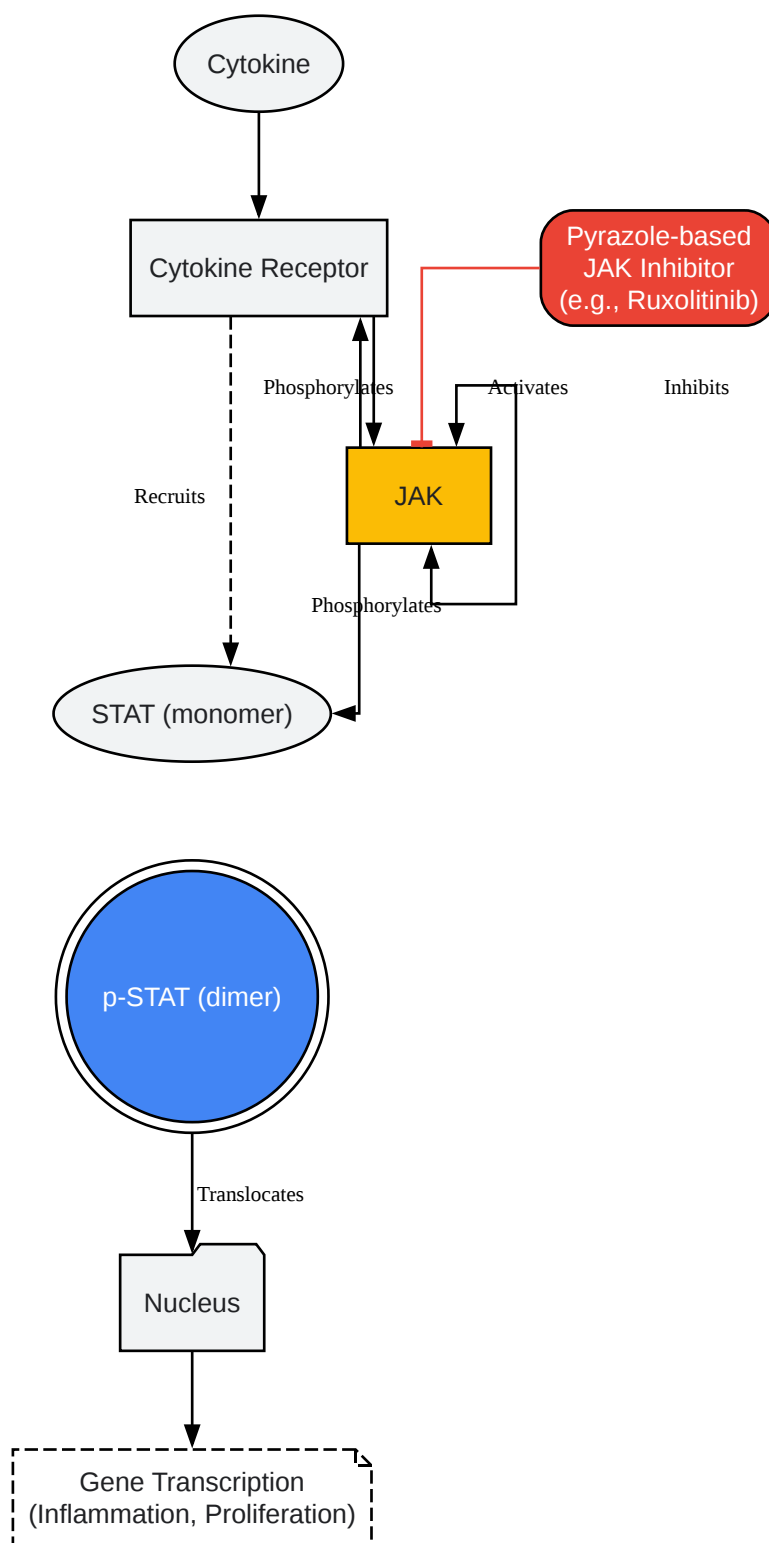 Cytokine
Cytokine Receptor
Pyrazole-based
JAK Inhibitor
(e.g., Ruxolitinib)
Phosphorylates
Activates
Inhibits
Recruits
JAK
Phosphorylates
STAT (monomer)
p-STAT (dimer)
Translocates
Nucleus
Gene Transcription
(Inflammation, Proliferation)